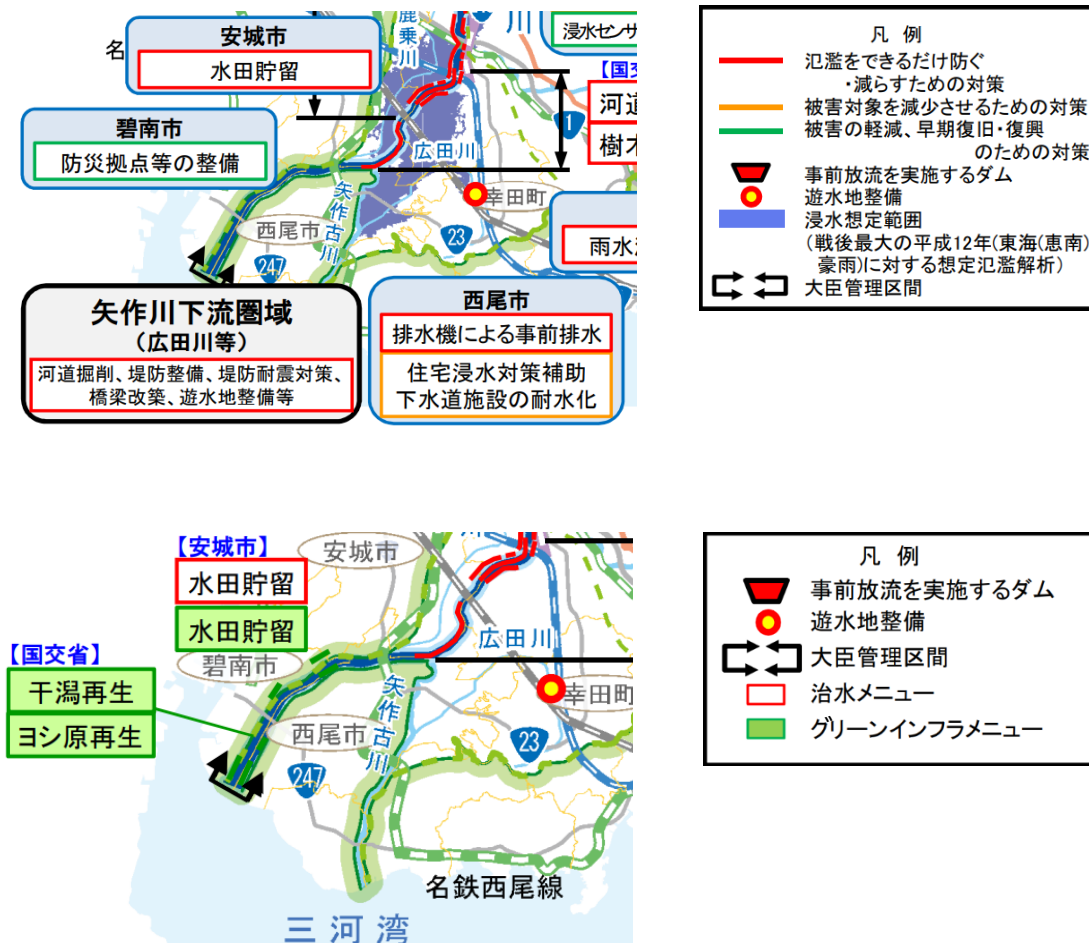 鹿乗川
川
浸水センサ
安城市
水田貯留
名
【国交
河道
樹木
1
碧南市
防災拠点等の整備
広田川
矢作古川
幸田町
西尾市
23
247
雨水
矢作川下流圏域
（広田川等）
河道掘削、堤防整備、堤防耐震対策、
橋梁改築、遊水地整備等
西尾市
排水機による事前排水
住宅浸水対策補助
下水道施設の耐水化
凡 例
氾濫をできるだけ防ぐ
・減らすための対策
被害対象を減少させるための対策
被害の軽減、早期復旧・復興
のための対策
事前放流を実施するダム
遊水地整備
浸水想定範囲
(戦後最大の平成12年(東海(恵南)
豪雨)に対する想定氾濫解析)
大臣管理区間
【安城市】
水田貯留
水田貯留
安城市
広田川
【国交省】
干潟再生
ヨシ原再生
碧南市
矢作古川
西尾市
幸田町
23
247
名鉄西尾線
三河湾
凡 例
事前放流を実施するダム
遊水地整備
大臣管理区間
治水メニュー
グリーンインフラメニュー